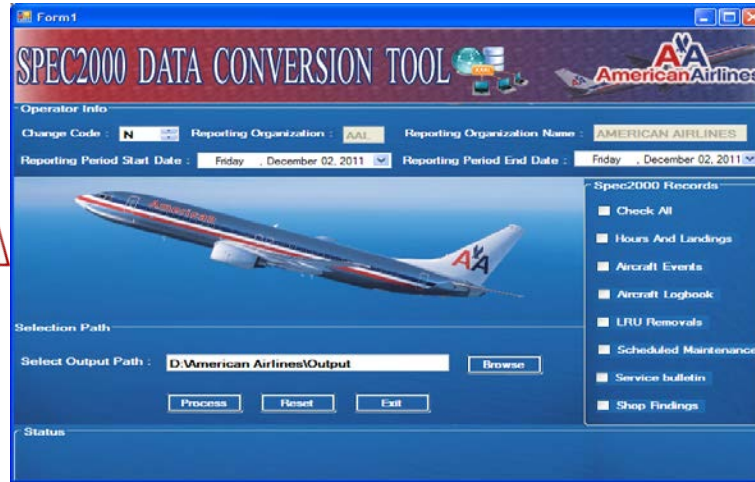 Form1
SPEC2000 DATA CONVERSION TOOL
AA
AmericanAirlines
Operator Info
Change Code : N Reporting Organization : AAL Reporting Organization Name : AMERICAN AIRLINES
Reporting Period Start Date : Friday , December 02, 2011 Reporting Period End Date : Friday , December 02, 2011
American
AA
Spec2000 Records
Check All
Hours And Landings
Aircraft Events
Aircraft Logbook
LRU Removals
Scheduled Maintenance
Service bulletin
Shop Findings
Selection Path
Select Output Path : D:\American Airlines\Output Browse
Process Reset Exit
Status